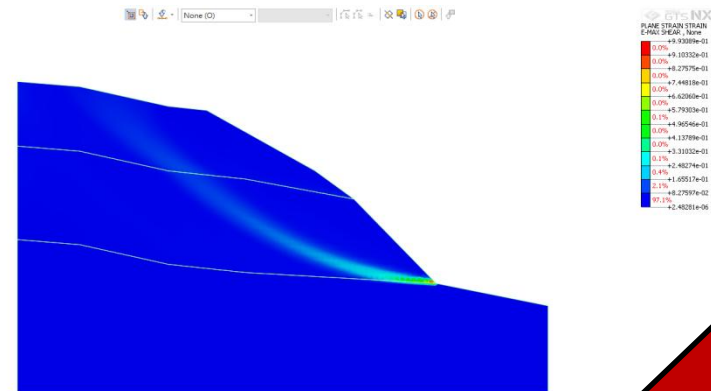 None (O)
GTS NX
PLANE STRAIN STRAIN
E-MAX SHEAR , None
+9.93089e-01
0.0%
+9.10332e-01
0.0%
+8.27575e-01
0.0%
+7.44818e-01
0.0%
+6.62060e-01
0.0%
+5.79303e-01
0.1%
+4.96546e-01
0.0%
+4.13789e-01
0.0%
+3.31032e-01
0.1%
+2.48274e-01
0.4%
+1.65517e-01
2.1%
+8.27597e-02
97.1%
+2.48281e-06